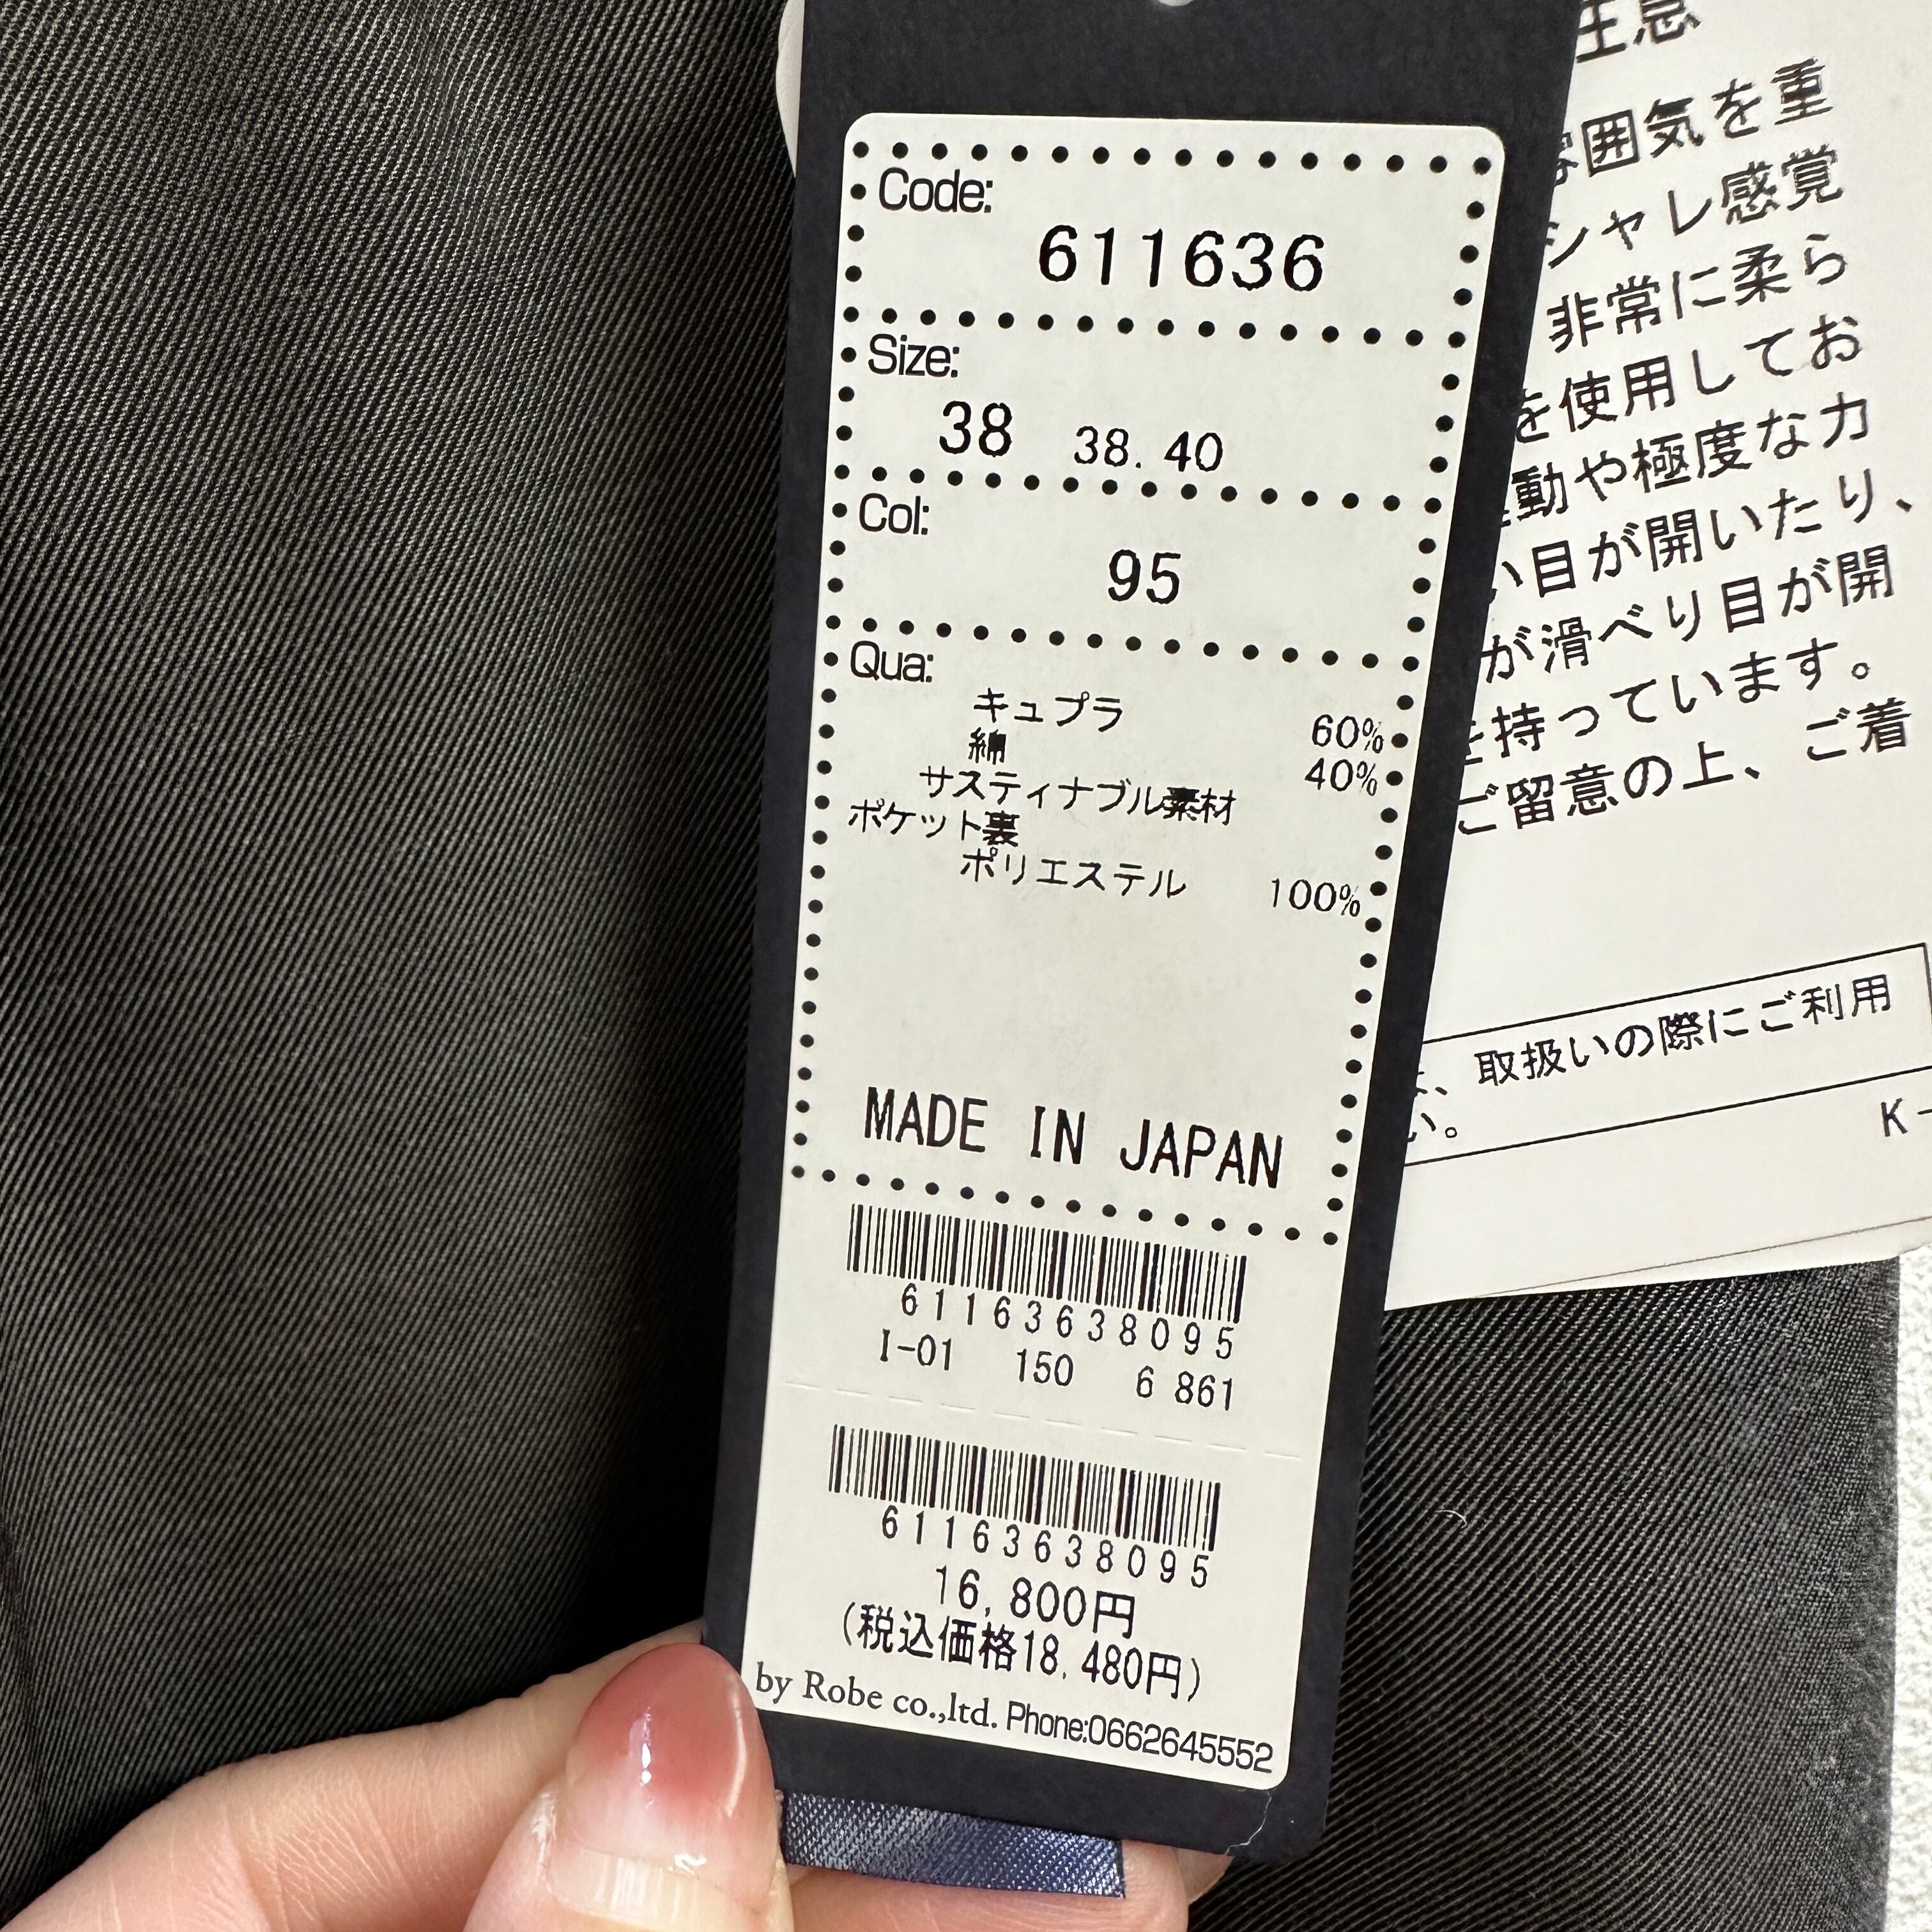 Code:
611636
Size:
38 38.40
Col:
95
Qua:
キュプラ 60%
綿 40%
サスティナブル素材
ポケット裏
ポリエステル 100%
MADE IN JAPAN
61163638095
I-01 150 6 861
61163638095
16,800円
(税込価格18,480円)
by Robe co.,ltd. Phone:0662645552
注意
囲気を重
シャレ感覚
非常に柔ら
を使用してお
動や極度な力
い目が開いたり、
が滑べり目が開
を持っています。
ご留意の上、ご着
、取扱いの際にご利用
い。
K-